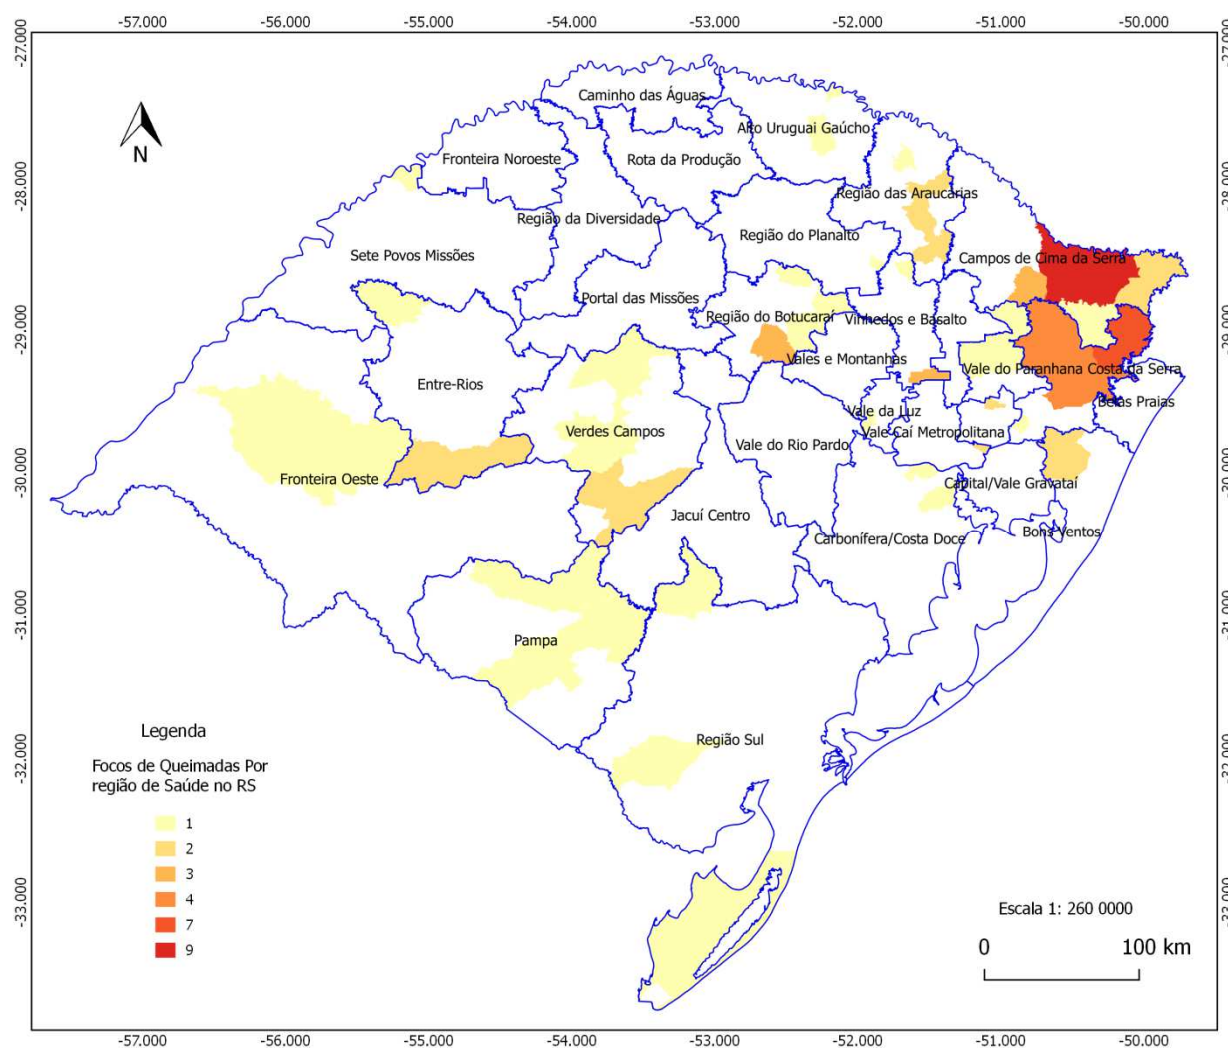 -57.000 -56.000 -55.000 -54.000 -53.000 -52.000 -51.000 -50.000
-27.000 -27.000
Caminho das Águas
Alto Uruguai Gaúcho
N
Fronteira Noroeste
Rota da Produção
-28.000 -28.000
Região das Araucárias
Região da Diversidade
Região do Planalto
Sete Povos Missões
Campos de Cima da Serra
Portal das Missões
-29.000 -29.000
Região do Botucaraí
Vinhedos e Basalto
Vales e Montanhas
Vale do Paranhana Costa da Serra
Entre-Rios
Belas Praias
Vale da Luz
Verdes Campos
Vale Caí Metropolitana
Vale do Rio Pardo
-30.000 -30.000
Fronteira Oeste
Capital/Vale Gravataí
Jacuí Centro
Bons Ventos
Carbonífera/Costa Doce
-31.000 -31.000
Pampa
Legenda
Região Sul
-32.000 -32.000
Focos de Queimadas Por
região de Saúde no RS
1
2
3
4
7
9
-33.000 -33.000
Escala 1: 260 0000
0 100 km
-57.000 -56.000 -55.000 -54.000 -53.000 -52.000 -51.000 -50.000